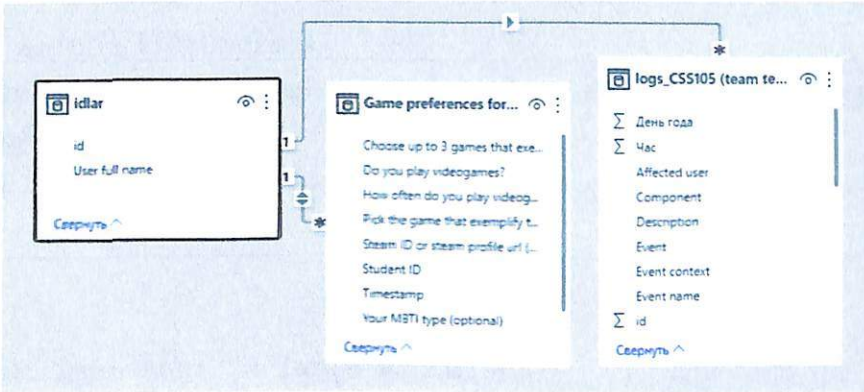 idlar
id
User full name
Свернуть
1
1
*
Game preferences for...
Choose up to 3 games that exe...
Do you play videogames?
How often do you play videog...
Pick the game that exemplify t...
Steam ID or steam profile url (...
Student ID
Timestamp
Your MBTI type (optional)
Свернуть
*
logs_CSS105 (team te...
Σ День года
Σ Час
Affected user
Component
Description
Event
Event context
Event name
Σ id
Свернуть